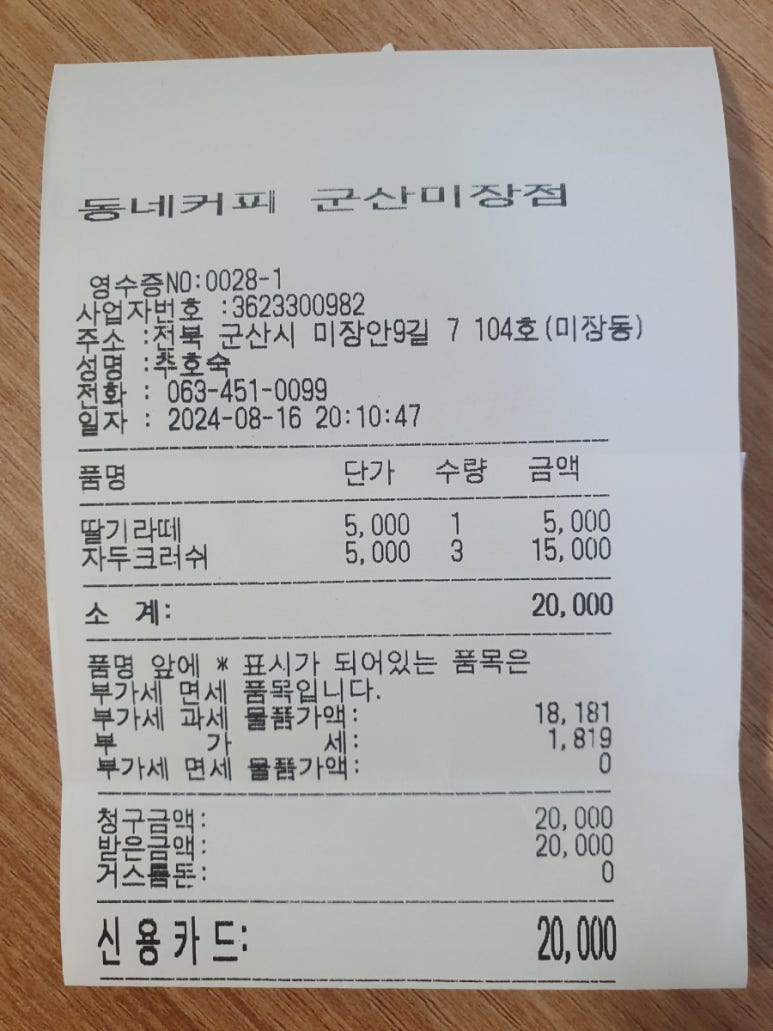 동네커피 군산미장점
영수증NO:0028-1
사업자번호 :3623300982
주소 :전북 군산시 미장안9길 7 104호(미장동)
성명 :추호숙
전화 : 063-451-0099
일자 : 2024-08-16 20:10:47
품명 단가 수량 금액
딸기라떼 5,000 1 5,000
자두크러쉬 5,000 3 15,000
소 계: 20,000
품명 앞에 * 표시가 되어있는 품목은
부가세 면세 품목입니다.
부가세 과세 물품가액: 18,181
부 가 세: 1,819
부가세 면세 물품가액: 0
청구금액: 20,000
받은금액: 20,000
거스름돈: 0
신용카드: 20,000